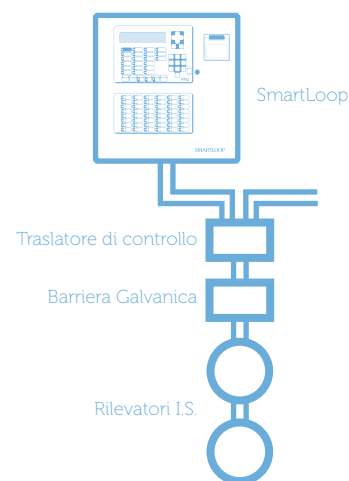 SmartLoop
SMARTLOOP
Traslatore di controllo
Barriera Galvanica
Rilevatori I.S.